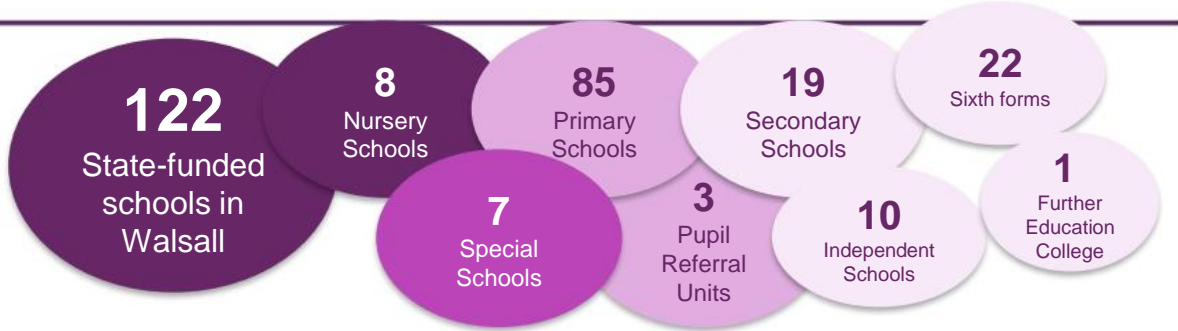 122
State-funded
schools in
Walsall
8
Nursery
Schools
85
Primary
Schools
19
Secondary
Schools
22
Sixth forms
7
Special
Schools
3
Pupil
Referral
Units
10
Independent
Schools
1
Further
Education
College